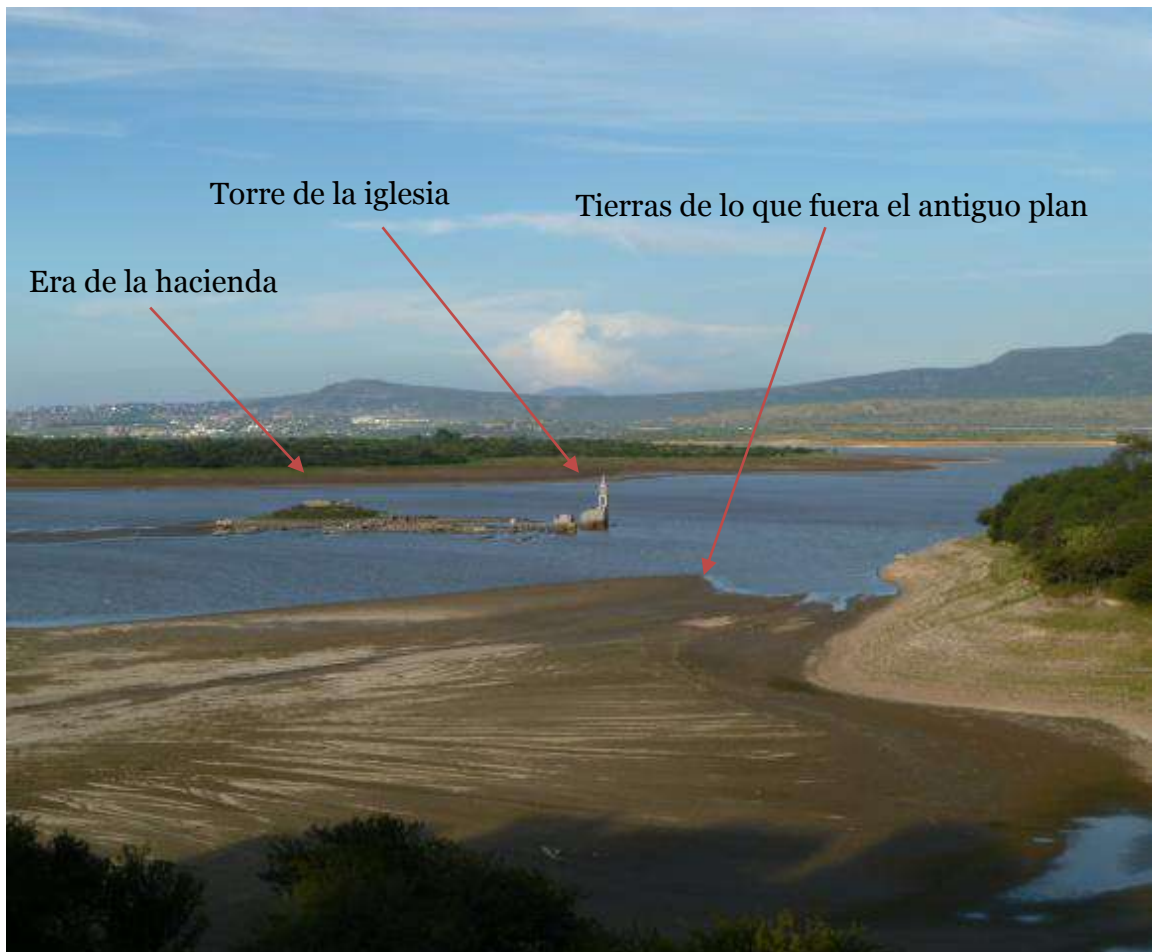 Torre de la iglesia
Tierras de lo que fuera el antiguo plan
Era de la hacienda